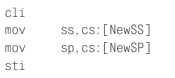 cli
mov ss,cs:[NewSS]
mov sp,cs:[NewSP]
sti